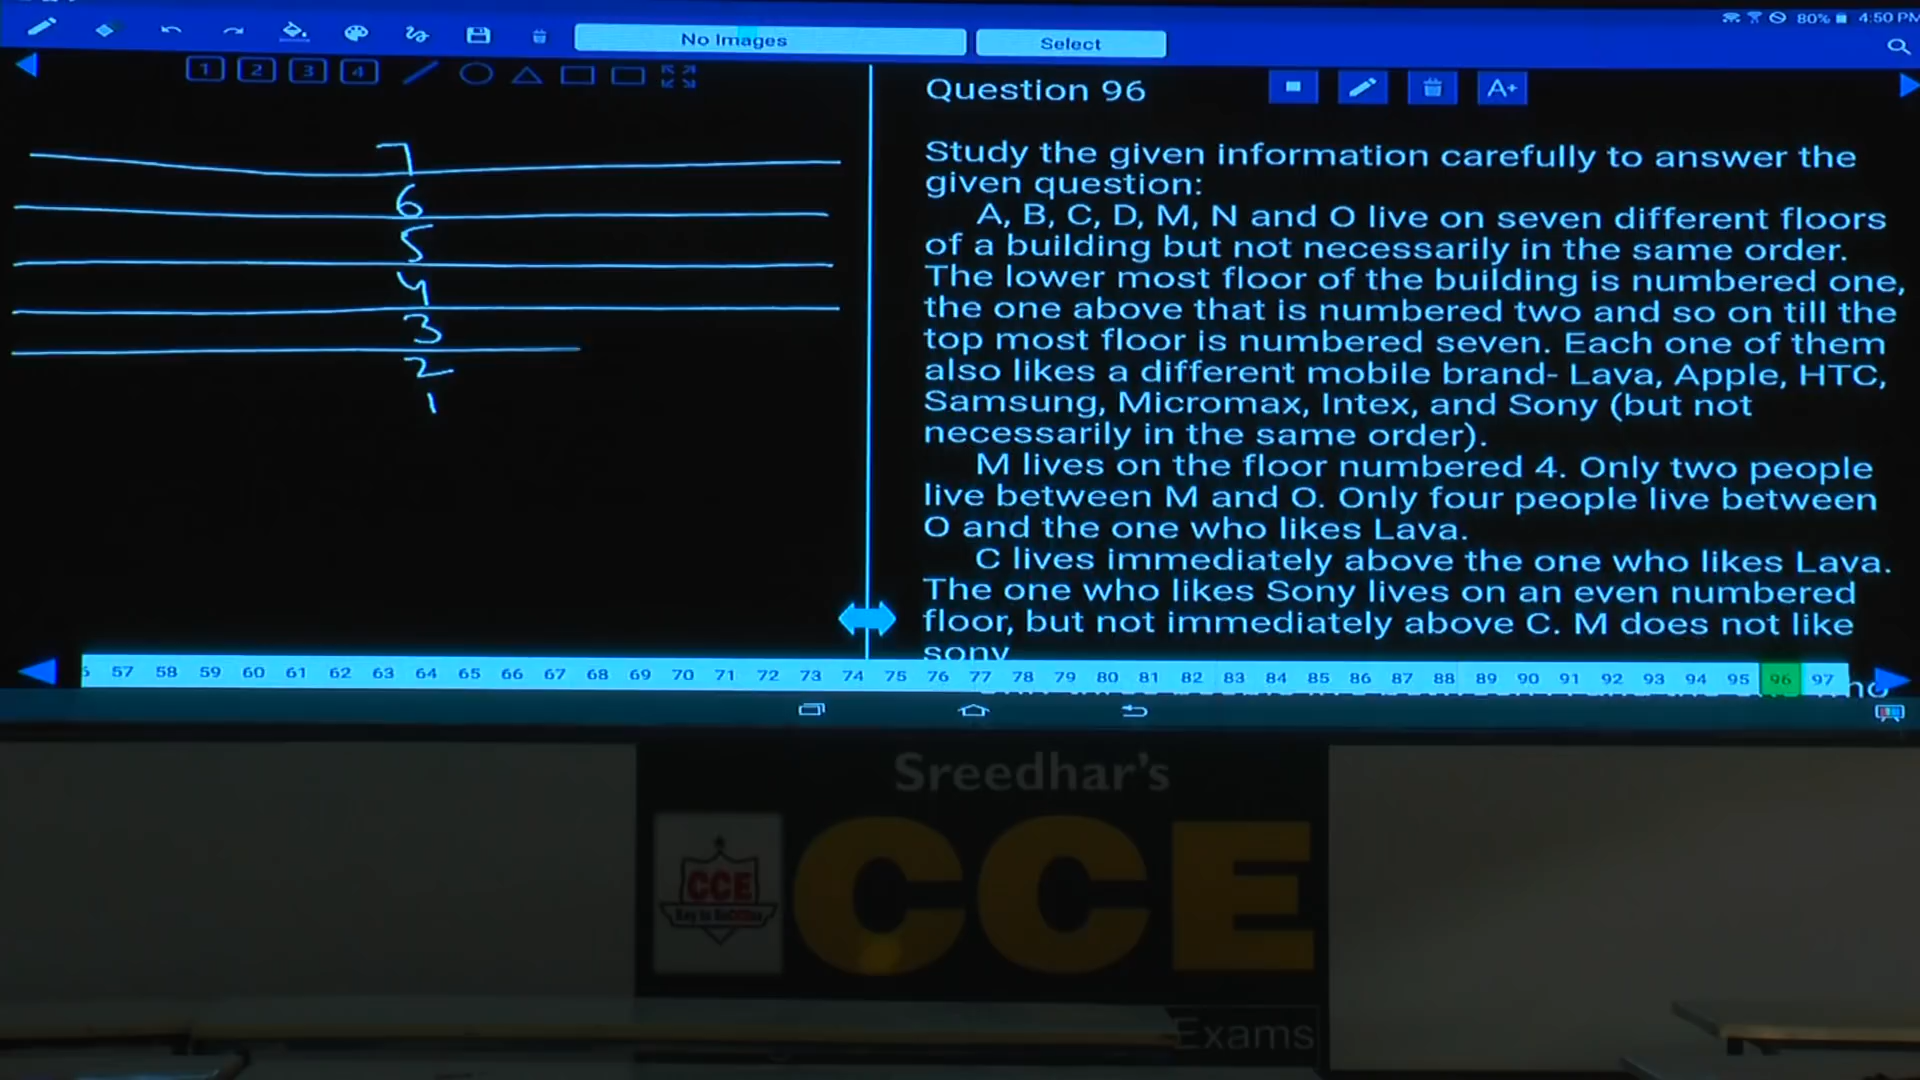 80% 4:50 PM
No Images
Select
1 2 3 4
Question 96
A+
7
6
5
4
3
2
1
Study the given information carefully to answer the
given question:
A, B, C, D, M, N and O live on seven different floors
of a building but not necessarily in the same order.
The lower most floor of the building is numbered one,
the one above that is numbered two and so on till the
top most floor is numbered seven. Each one of them
also likes a different mobile brand- Lava, Apple, HTC,
Samsung, Micromax, Intex, and Sony (but not
necessarily in the same order).
M lives on the floor numbered 4. Only two people
live between M and O. Only four people live between
O and the one who likes Lava.
C lives immediately above the one who likes Lava.
The one who likes Sony lives on an even numbered
floor, but not immediately above C. M does not like
sony
57 58 59 60 61 62 63 64 65 66 67 68 69 70 71 72 73 74 75 76 77 78 79 80 81 82 83 84 85 86 87 88 89 90 91 92 93 94 95 96 97
Sreedhar's
CCE
CCE
Exams